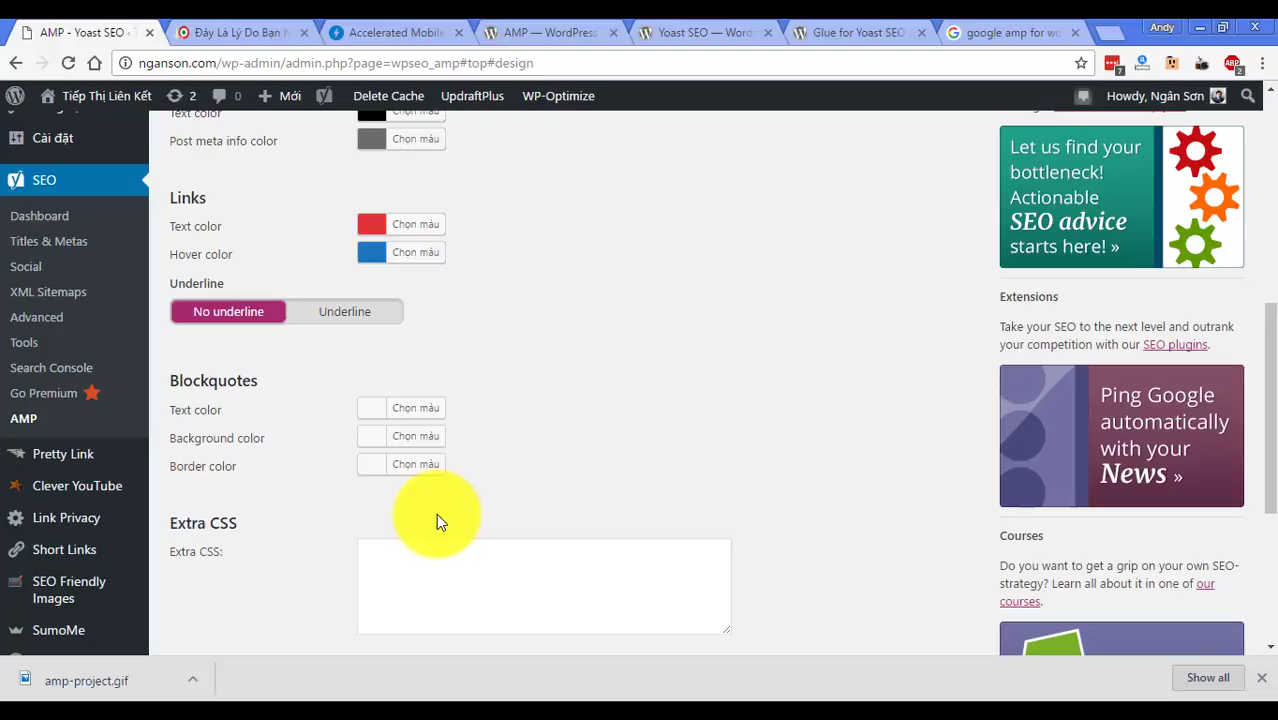 AMP - Yoast SEO -
Đây Là Lý Do Bạn N
Accelerated Mobile
AMP — WordPress
Yoast SEO — Word
Glue for Yoast SEO
google amp for wo
Andy
nganson.com/wp-admin/admin.php?page=wpseo_amp#top#design
7
2
Tiếp Thị Liên Kết
2
0
Mới
Delete Cache
UpdraftPlus
WP-Optimize
Howdy, Ngân Sơn
Cài đặt
SEO
Dashboard
Titles & Metas
Social
XML Sitemaps
Advanced
Tools
Search Console
Go Premium
AMP
Pretty Link
Clever YouTube
Link Privacy
Short Links
SEO Friendly
Images
SumoMe
Text color
Chọn màu
Post meta info color
Chọn màu
Links
Text color
Chọn màu
Hover color
Chọn màu
Underline
No underline
Underline
Blockquotes
Text color
Chọn màu
Background color
Chọn màu
Border color
Chọn màu
Extra CSS
Extra CSS:
Let us find your
bottleneck!
Actionable
SEO advice
starts here! »
Extensions
Take your SEO to the next level and outrank
your competition with our SEO plugins.
Ping Google
automatically
with your
News »
Courses
Do you want to get a grip on your own SEO-
strategy? Learn all about it in one of our
courses.
amp-project.gif
Show all